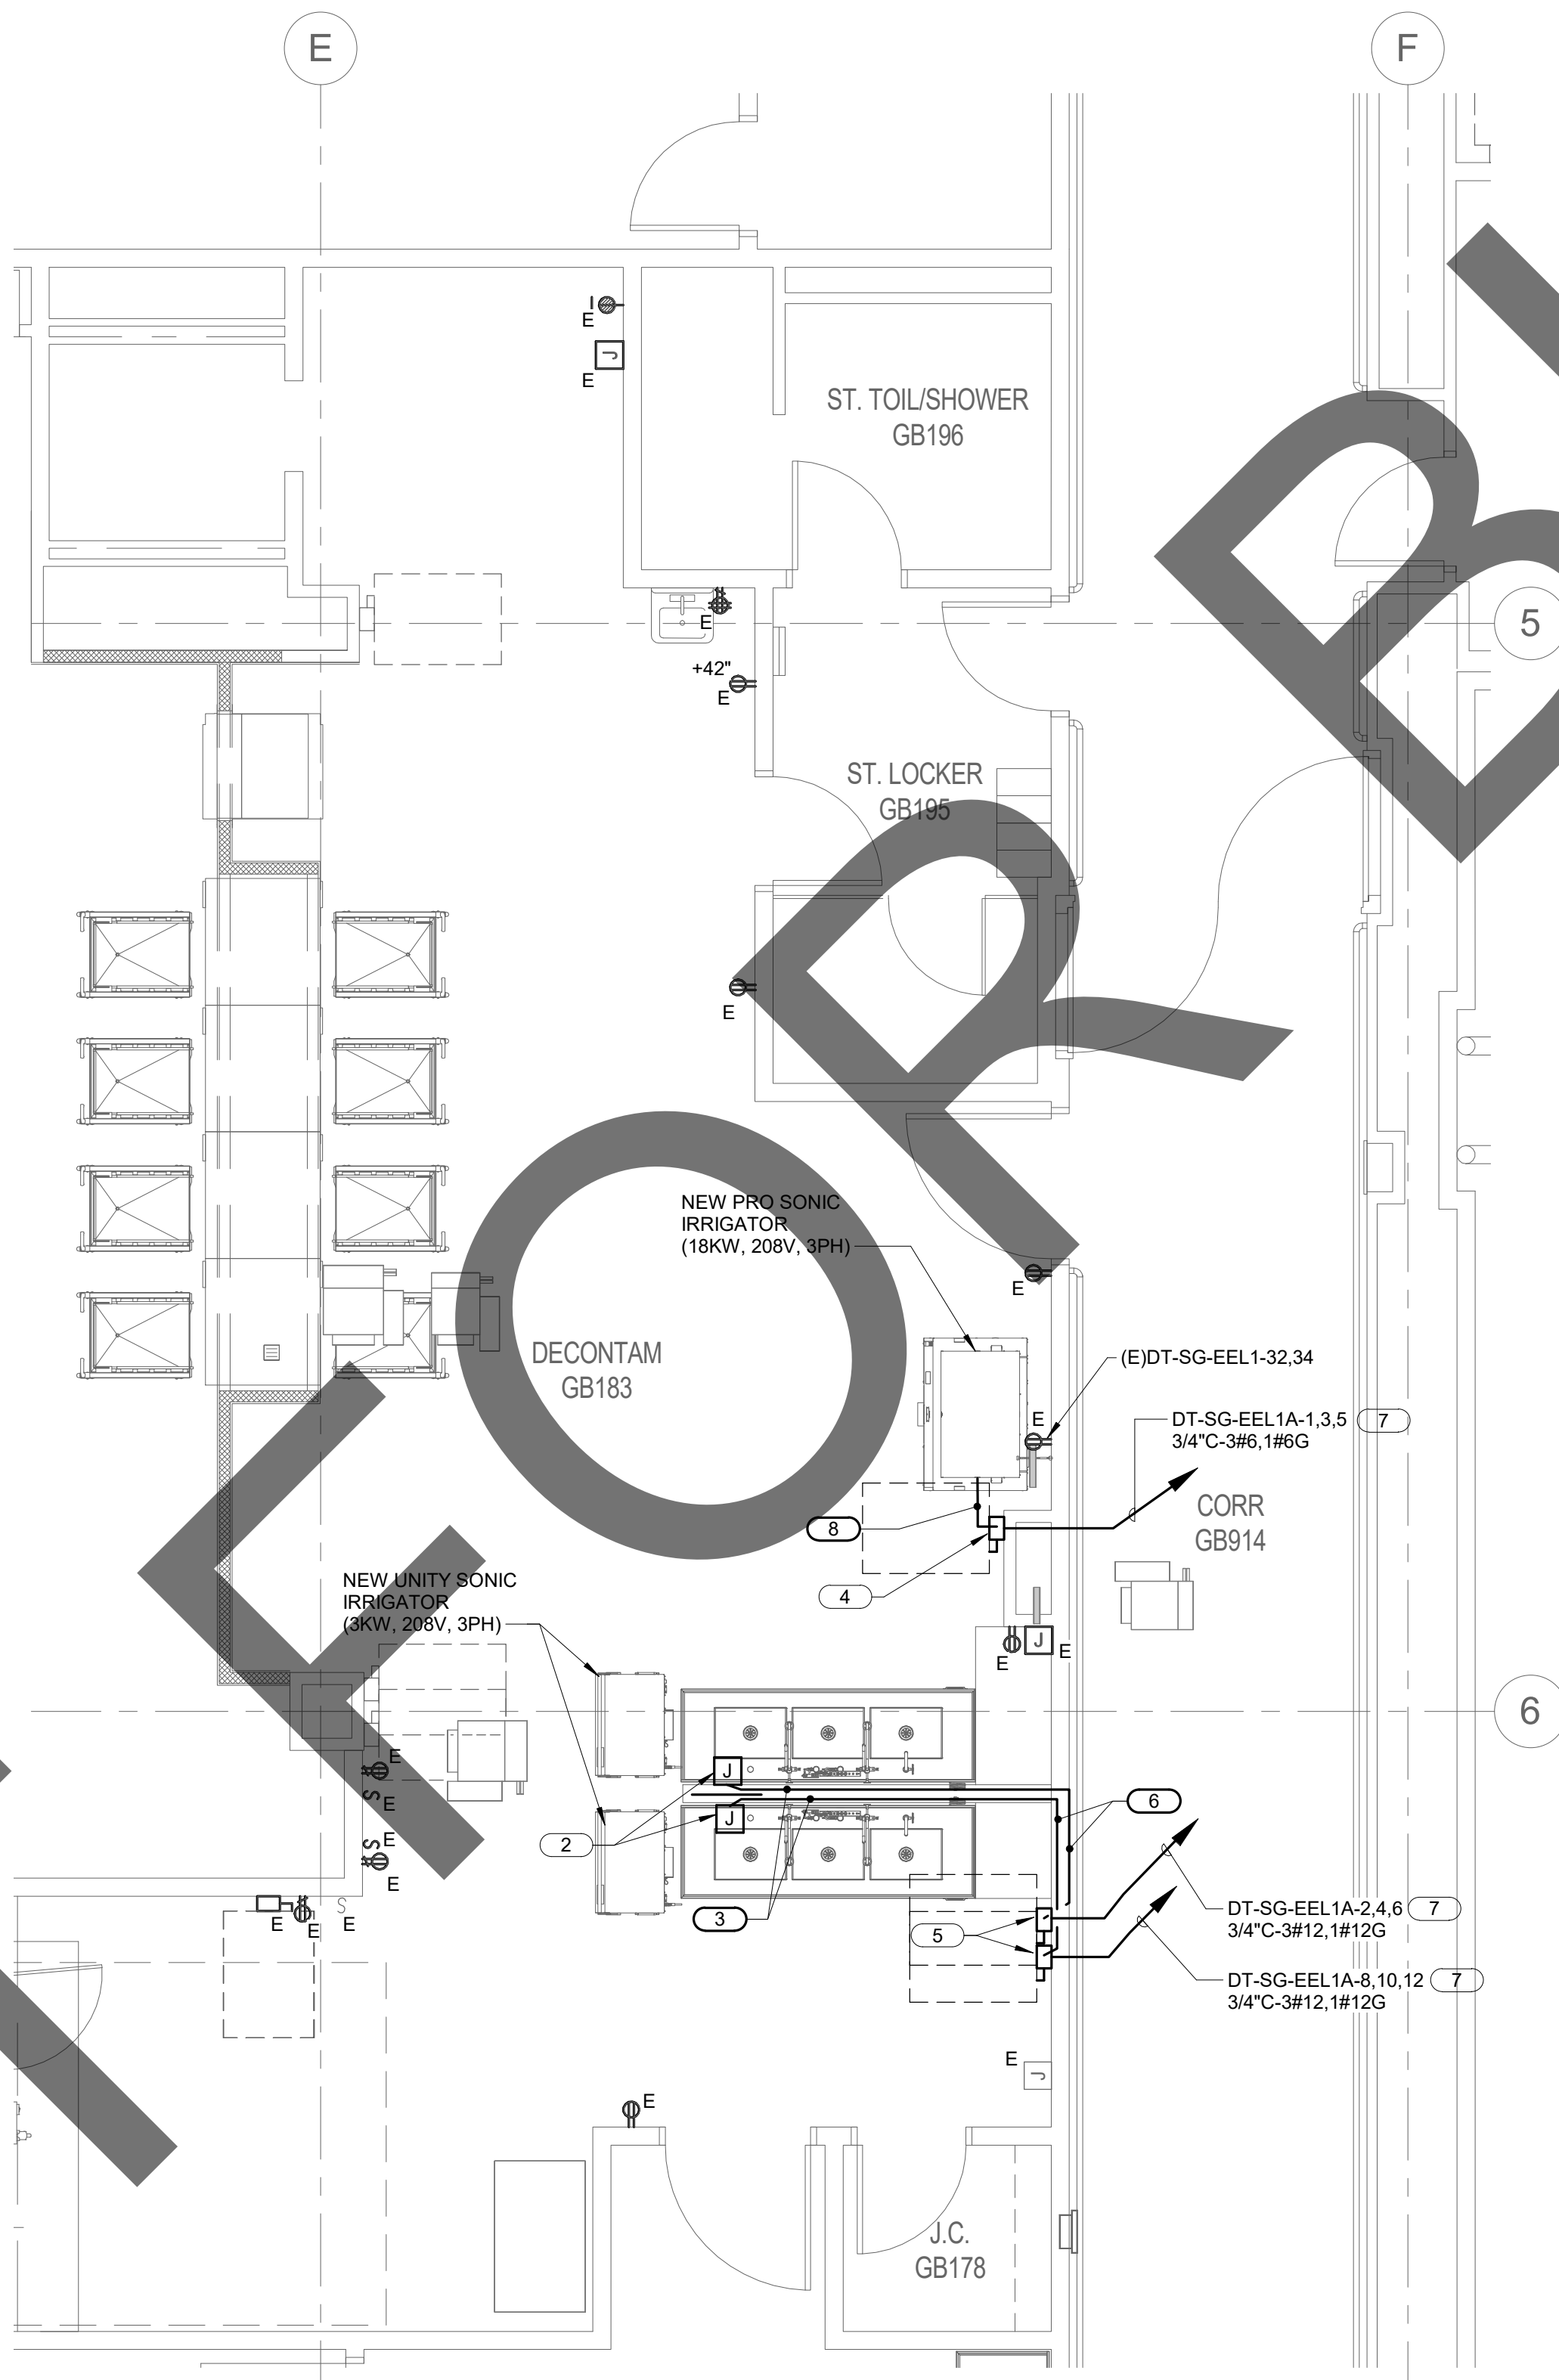 E
F
E
J
E
ST. TOIL/SHOWER
GB196
E
5
+42"
E
ST. LOCKER
GB195
E
NEW PRO SONIC
IRRIGATOR
(18KW, 208V, 3PH)
E
DECONTAM
GB183
(E)DT-SG-EEL1-32,34
E
DT-SG-EEL1A-1,3,5 7
3/4"C-3#6,1#6G
CORR
GB914
8
4
NEW UNITY SONIC
IRRIGATOR
(3KW, 208V, 3PH)
E
J
E
6
E
S
E
J
6
J
2
S
E
E
3
5
DT-SG-EEL1A-2,4,6 7
3/4"C-3#12,1#12G
E
E
S
E
DT-SG-EEL1A-8,10,12 7
3/4"C-3#12,1#12G
E
J
E
J.C.
GB178